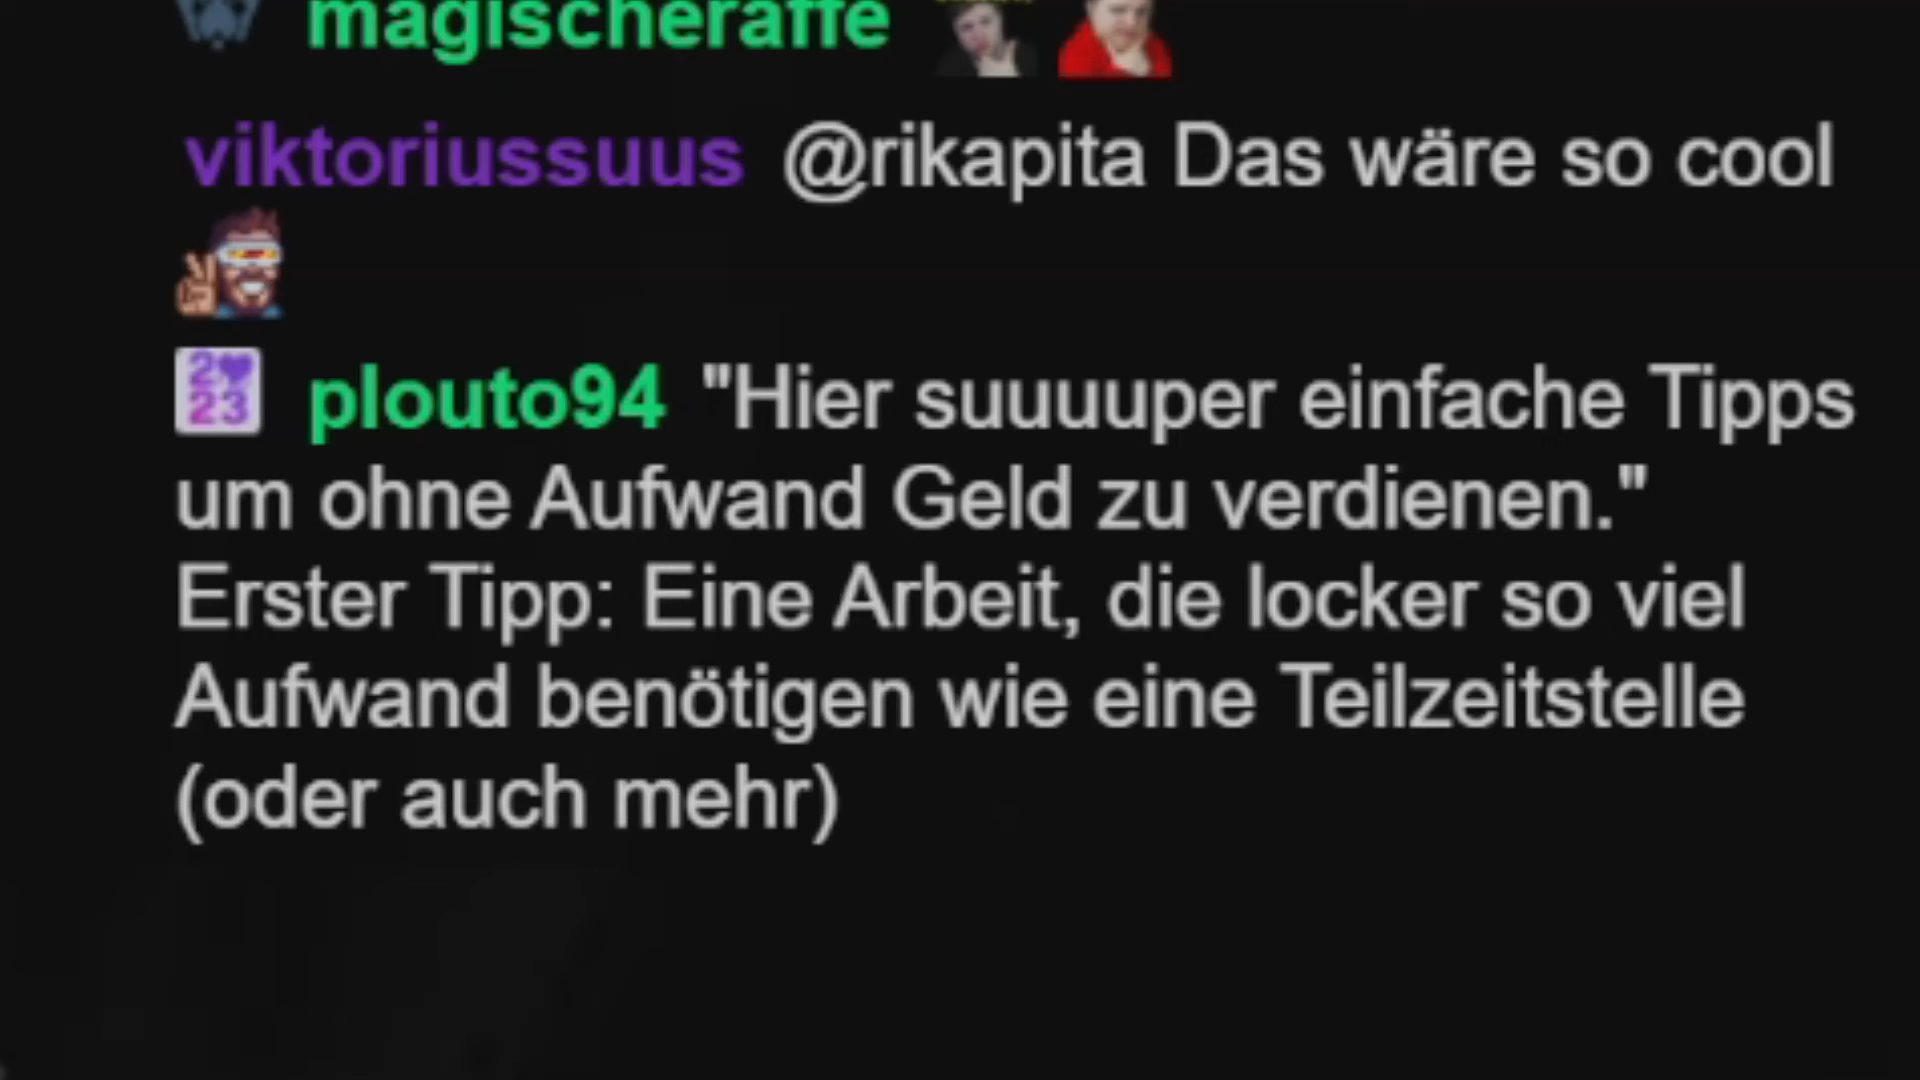 magischeraffe
viktoriussuus @rikapita Das wäre so cool
2023 plouto94 "Hier suuuuper einfache Tipps
um ohne Aufwand Geld zu verdienen."
Erster Tipp: Eine Arbeit, die locker so viel
Aufwand benötigen wie eine Teilzeitstelle
(oder auch mehr)